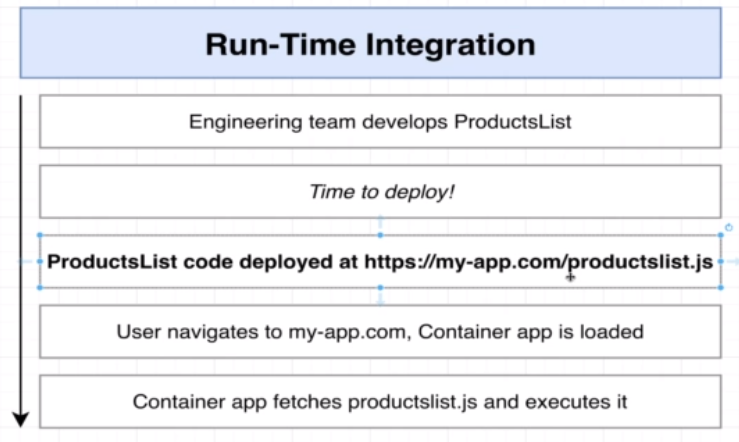 Run-Time Integration
Engineering team develops ProductsList
Time to deploy!
ProductsList code deployed at https://my-app.com/productslist.js
User navigates to my-app.com, Container app is loaded
Container app fetches productslist.js and executes it